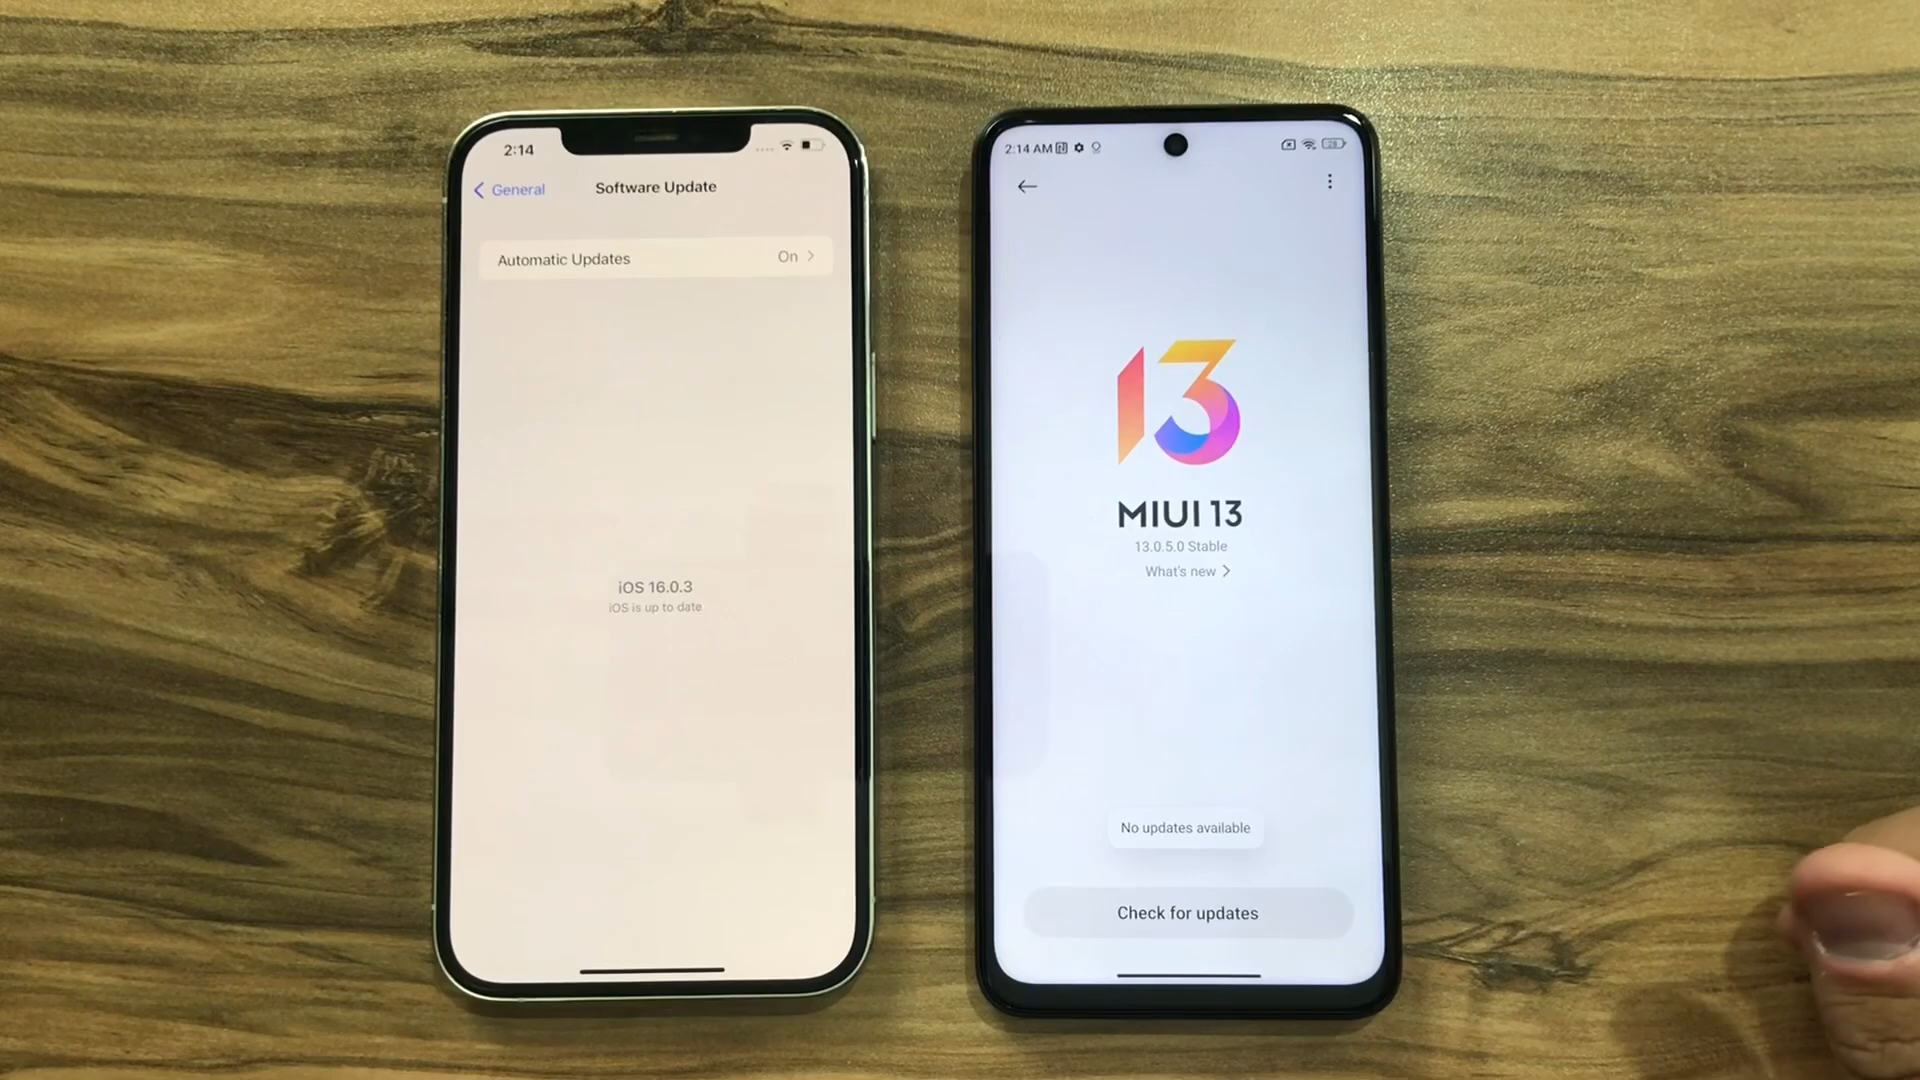 2:14
General
Software Update
Automatic Updates
On
iOS 16.0.3
iOS is up to date
2:14 AM
28
13
MIUI 13
13.0.5.0 Stable
What's new
No updates available
Check for updates